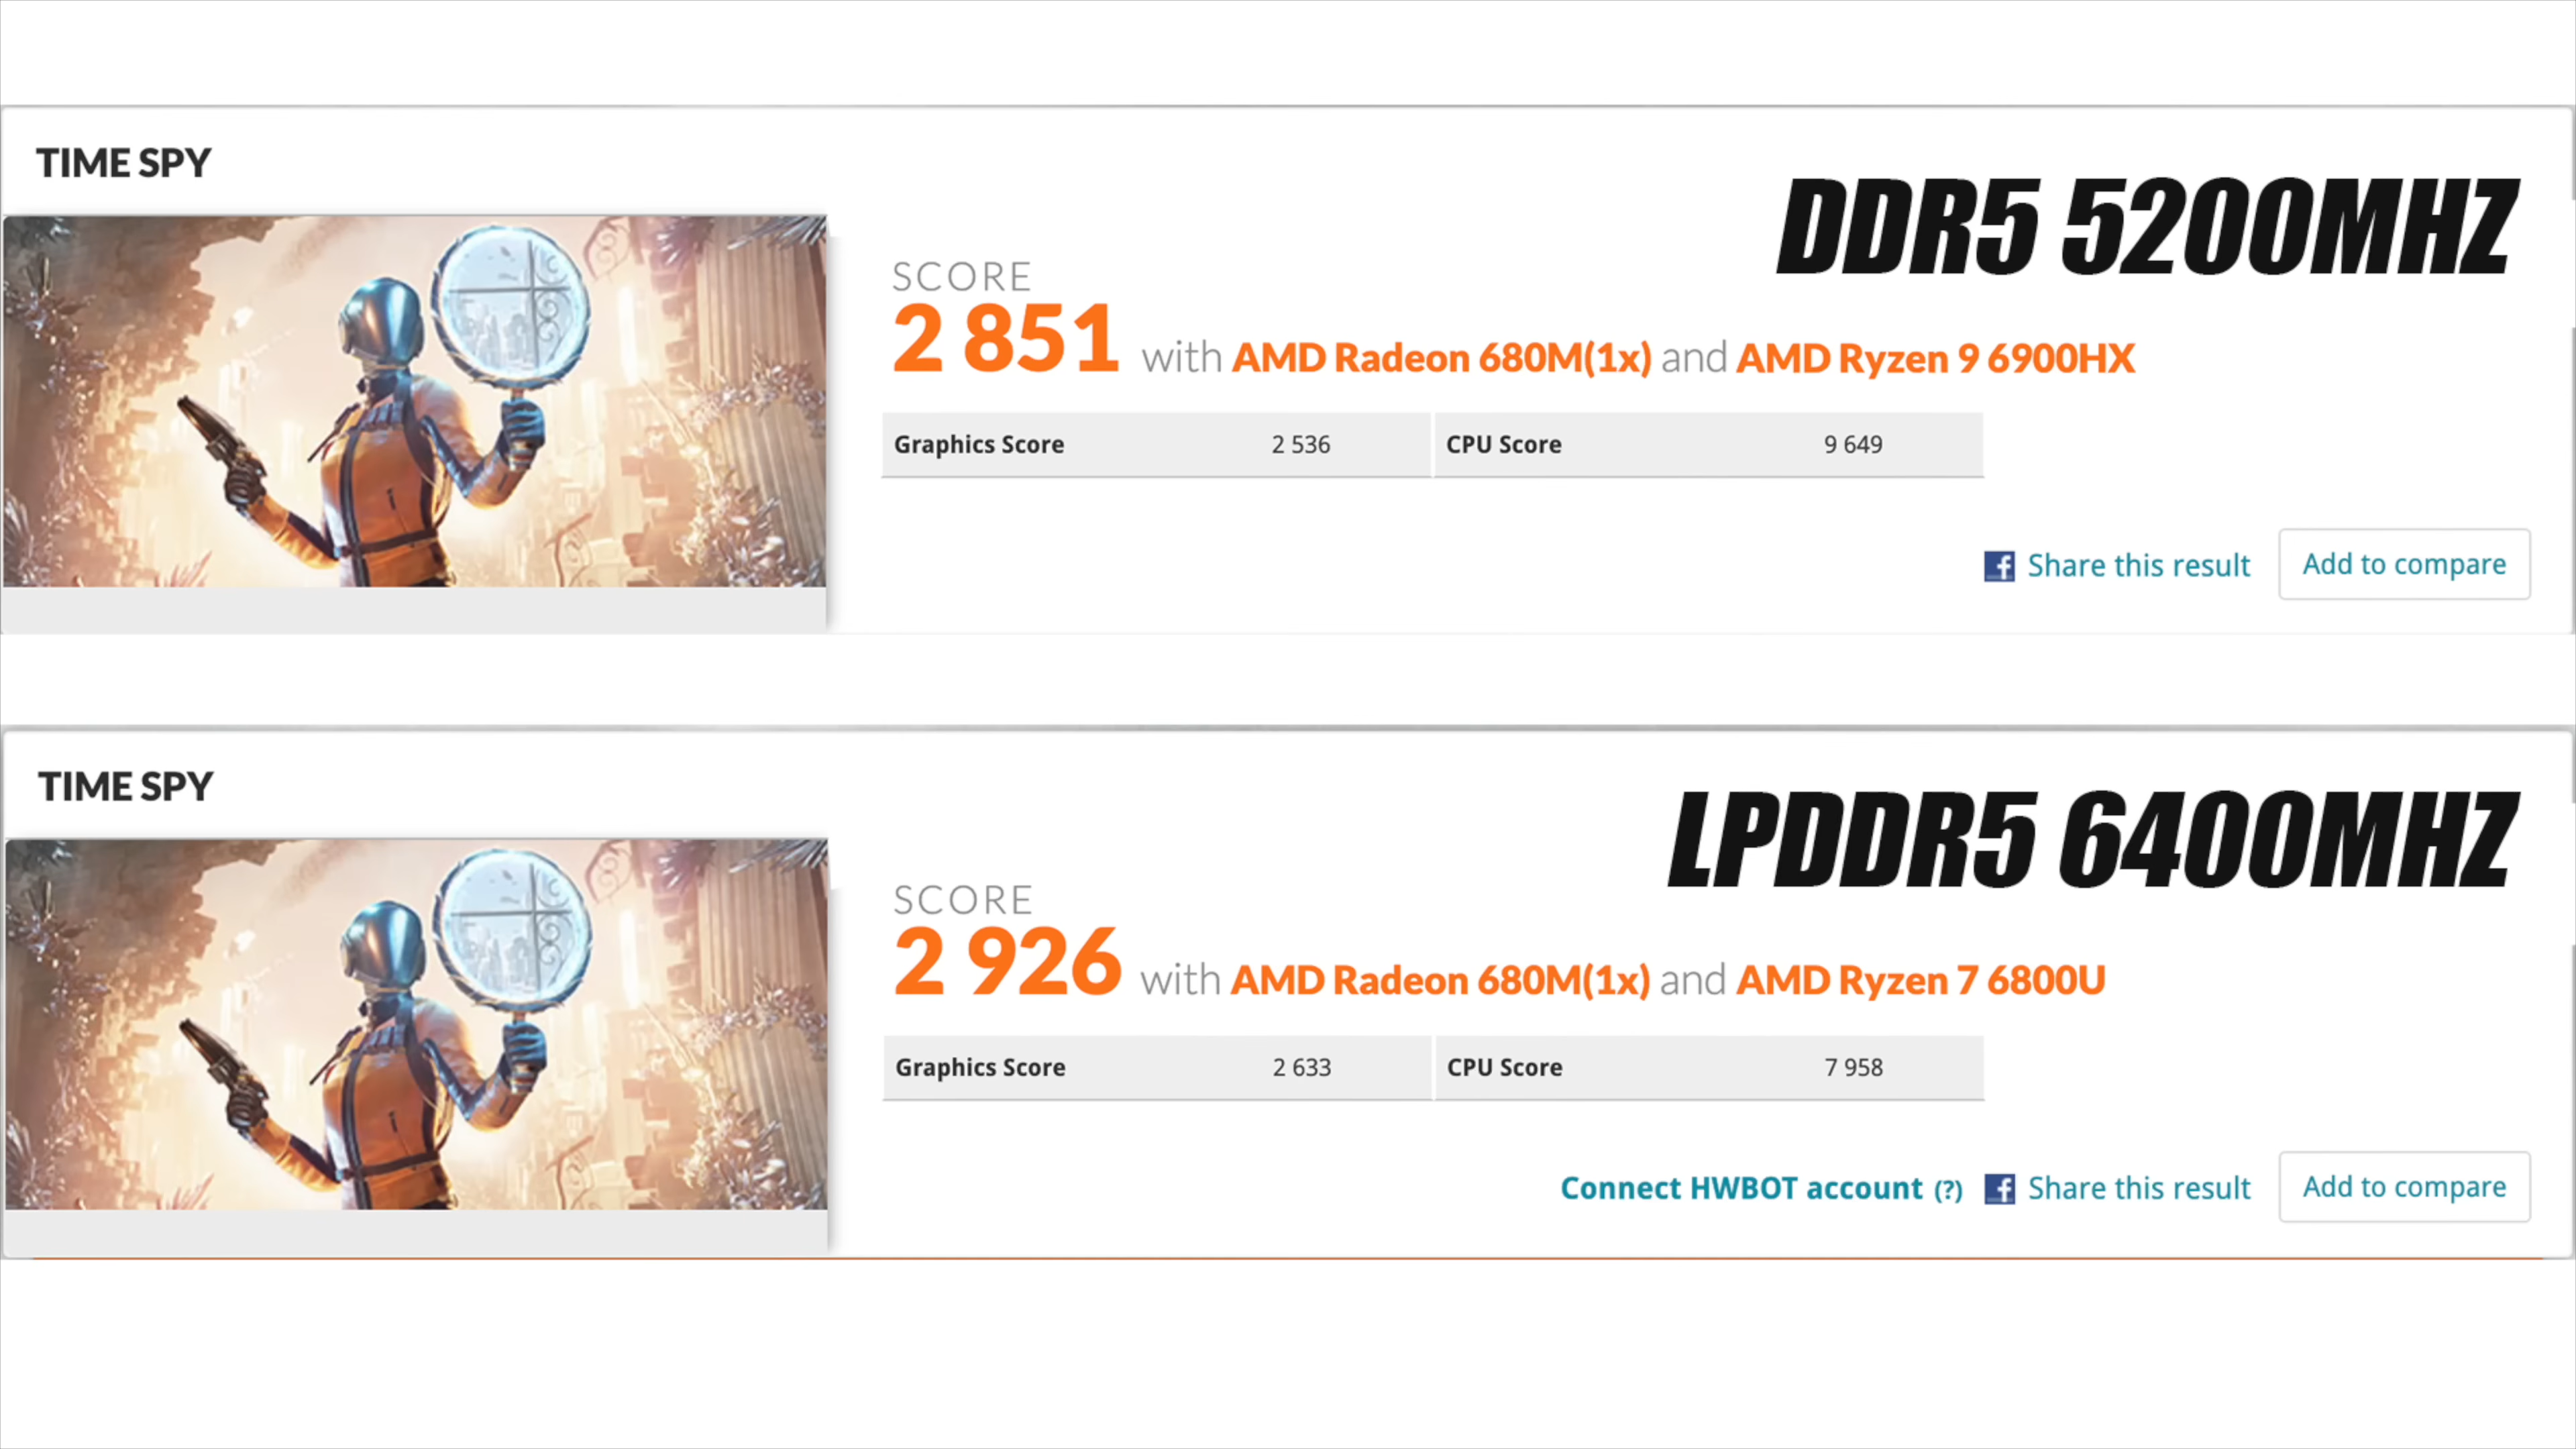 TIME SPY
DDR5 5200MHZ
SCORE
2 851 with AMD Radeon 680M(1x) and AMD Ryzen 9 6900HX
Graphics Score 2 536 CPU Score 9 649
f Share this result Add to compare
TIME SPY
LPDDR5 6400MHZ
SCORE
2 926 with AMD Radeon 680M(1x) and AMD Ryzen 7 6800U
Graphics Score 2 633 CPU Score 7 958
Connect HWBOT account (?) f Share this result Add to compare